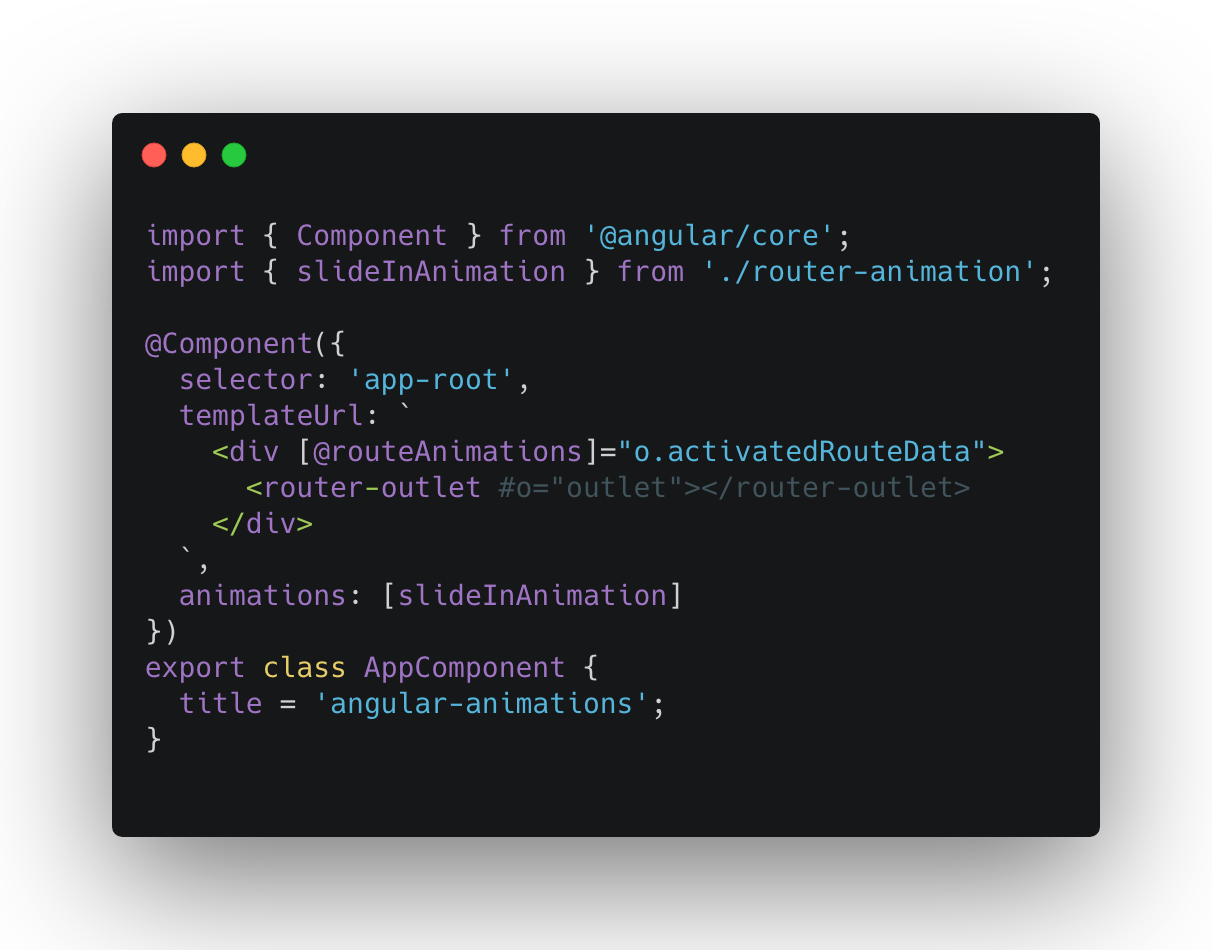 import { Component } from '@angular/core';
import { slideInAnimation } from './router-animation';

@Component({
  selector: 'app-root',
  templateUrl: `
    <div [@routeAnimations]="o.activatedRouteData">
      <router-outlet #o="outlet"></router-outlet>
    </div>
  `,
  animations: [slideInAnimation]
})
export class AppComponent {
  title = 'angular-animations';
}